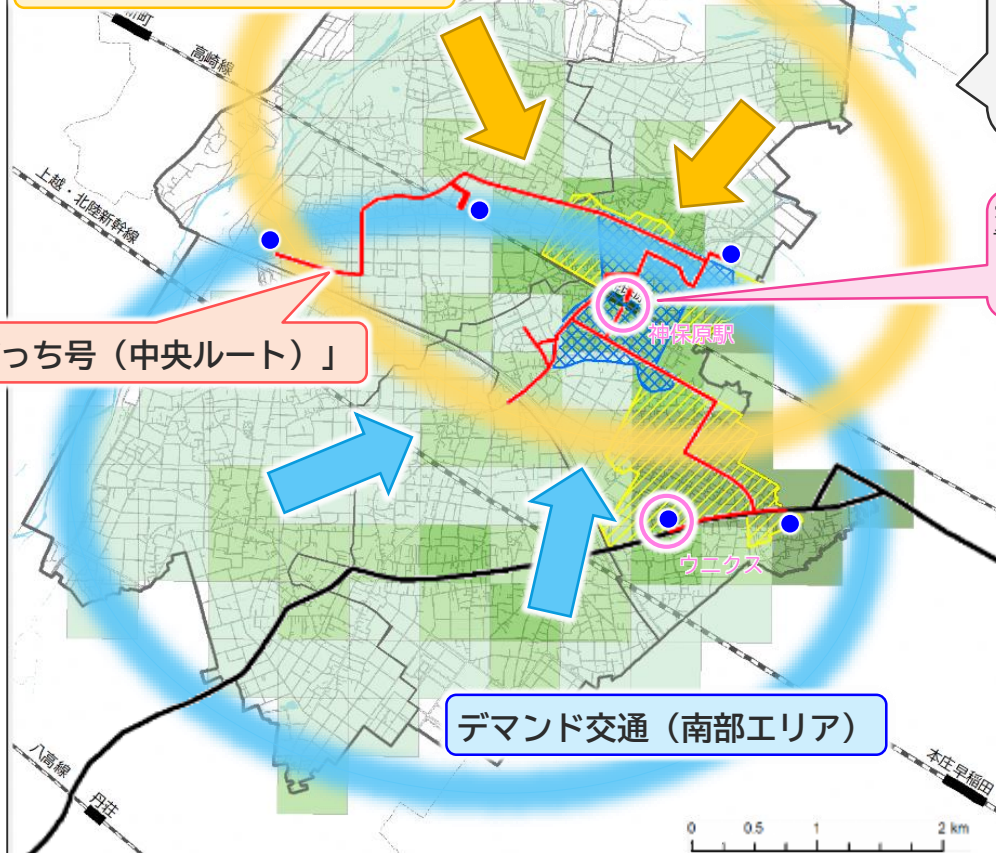 新町
高崎線
上越・北陸新幹線
神保原駅
っち号（中央ルート）」
ウニクス
デマンド交通（南部エリア）
八高線
丹荘
本庄早稲田
0 0.5 1 2 km